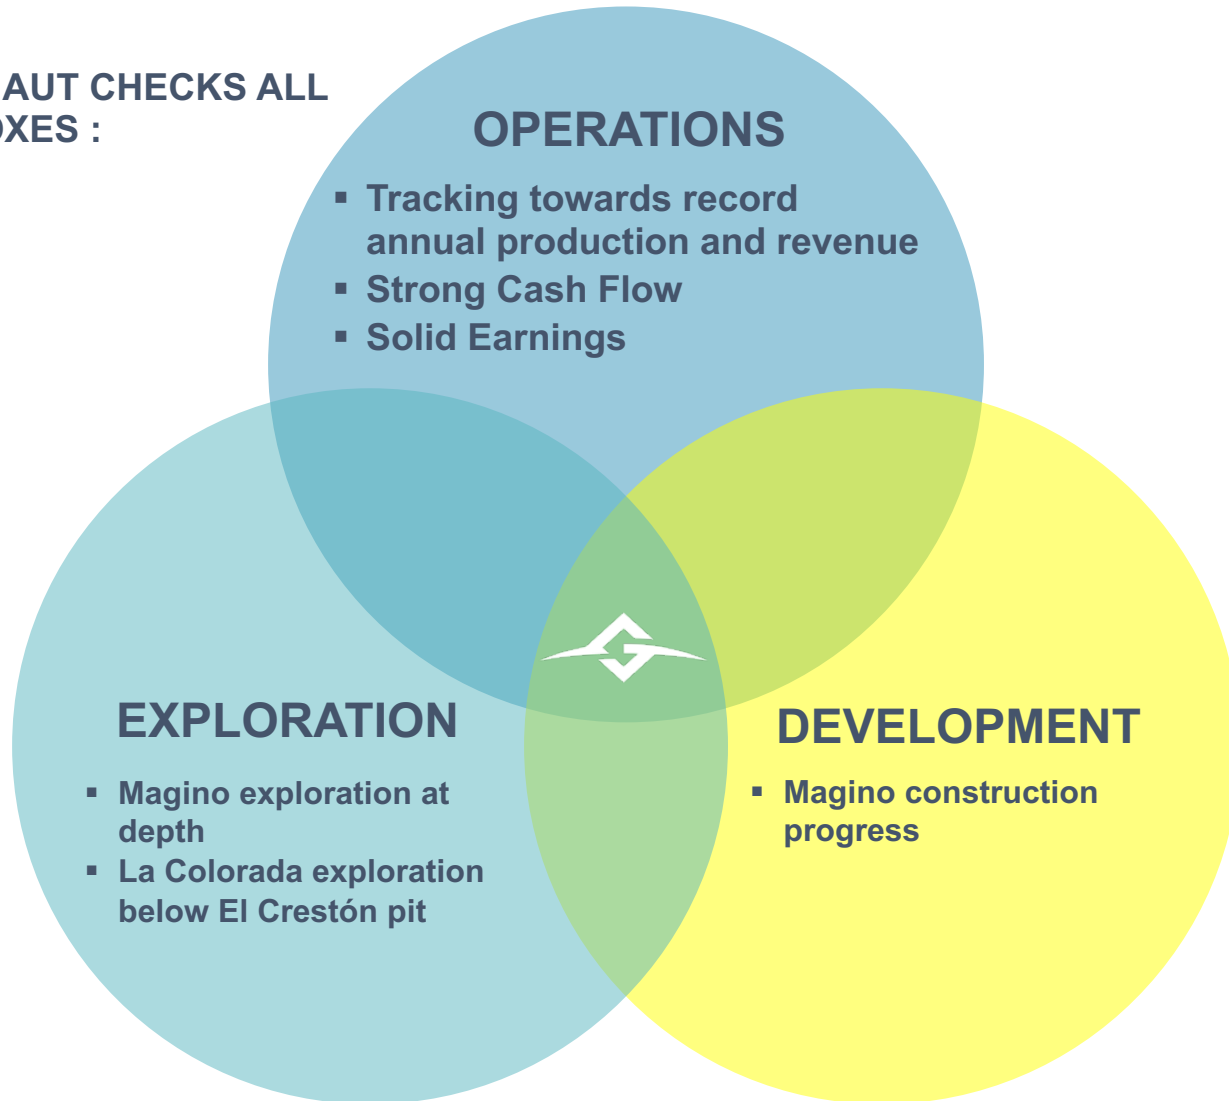 AUT CHECKS ALL
OXES :
OPERATIONS
▪ Tracking towards record
annual production and revenue
▪ Strong Cash Flow
▪ Solid Earnings
EXPLORATION
▪ Magino exploration at
depth
▪ La Colorada exploration
below El Crestón pit
DEVELOPMENT
▪ Magino construction
progress